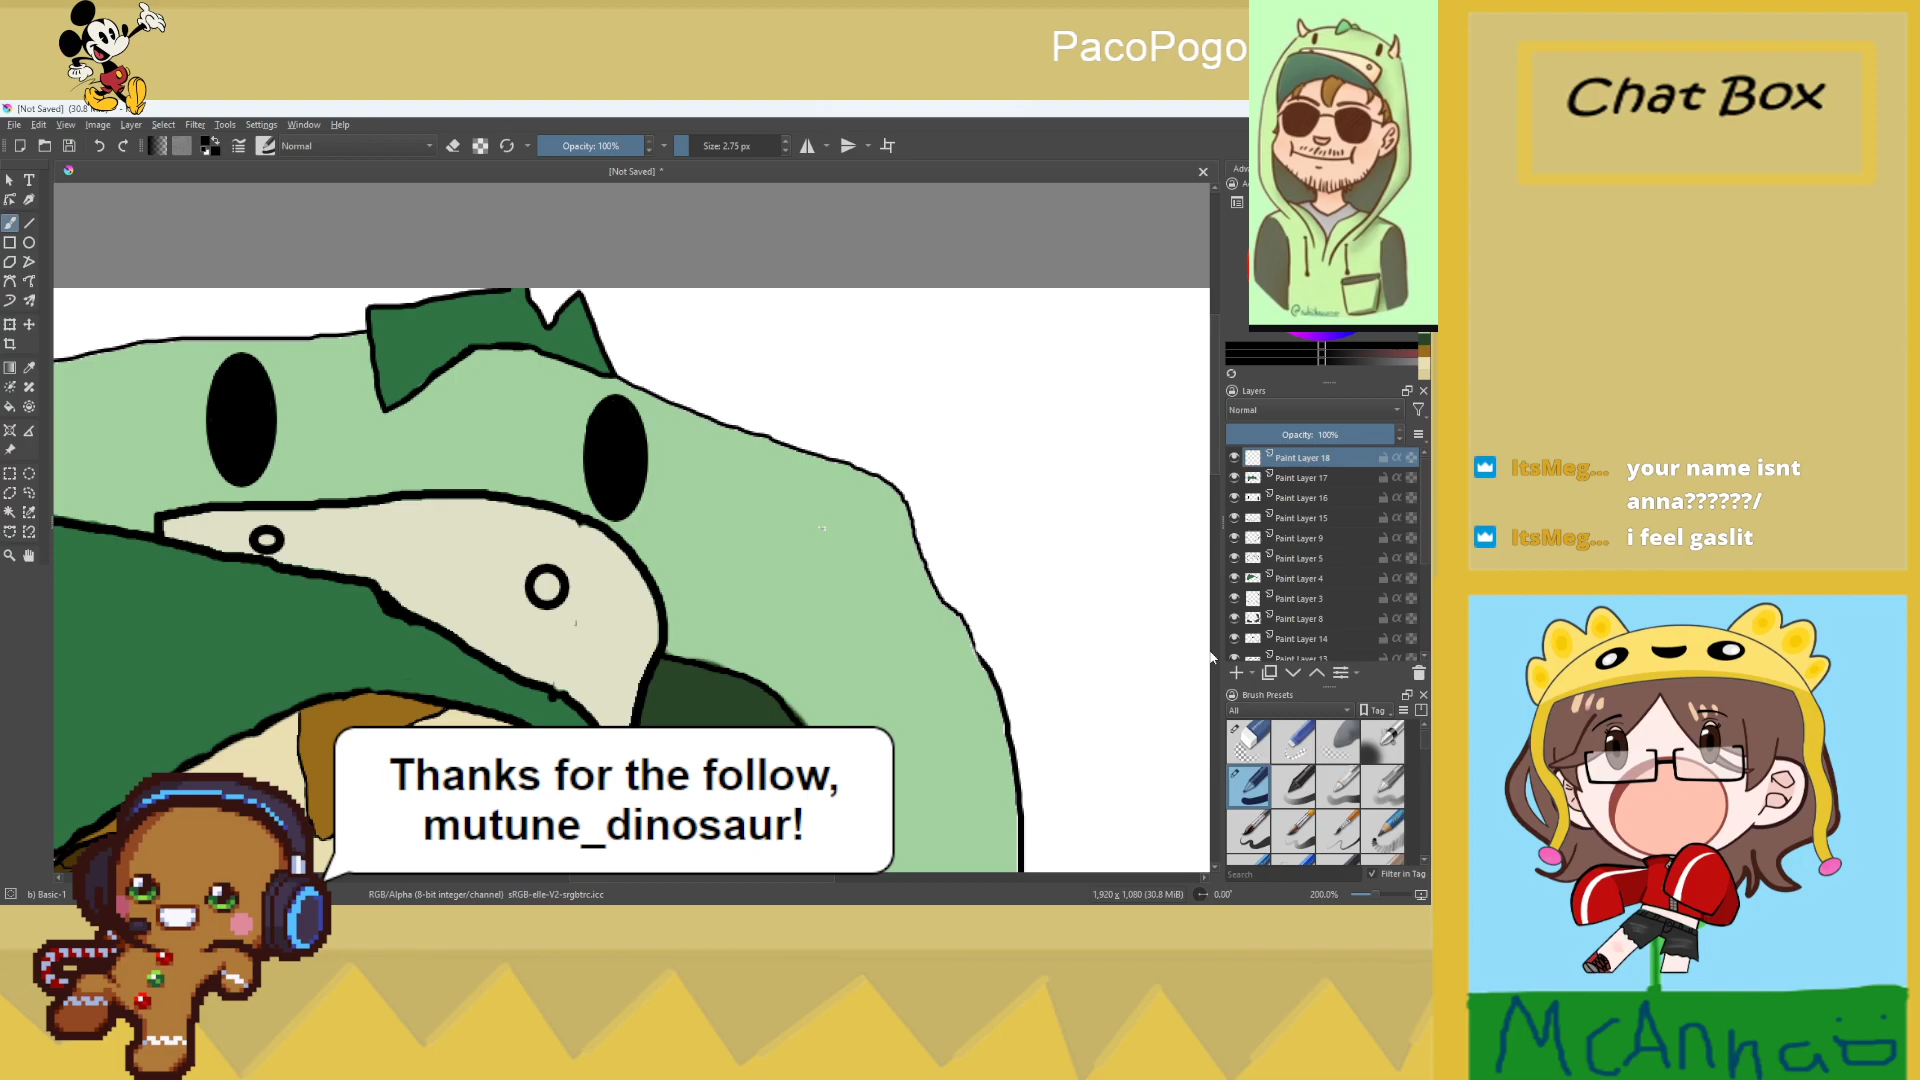 PacoPogo
Chat Box
[Not Saved] (30.8
File Edit View Image Layer Select Filter Tools Settings Window Help
Normal
Opacity: 100%
Size: 2.75 px
[Not Saved] *
Layers
Normal
Opacity: 100%
Paint Layer 18
Paint Layer 17
Paint Layer 16
Paint Layer 15
Paint Layer 9
Paint Layer 5
Paint Layer 4
Paint Layer 3
Paint Layer 8
Paint Layer 14
Paint Layer 13
Brush Presets
All
Tag
Search
Filter in Tag
b) Basic-1
RGB/Alpha (8-bit integer/channel) sRGB-elle-V2-srgbtrc.icc
1,920 x 1,080 (30.8 MiB)
0.00°
200.0%
ItsMeg... your name isnt
anna??????/
ItsMeg... i feel gaslit
Thanks for the follow,
mutune_dinosaur!
McAnna